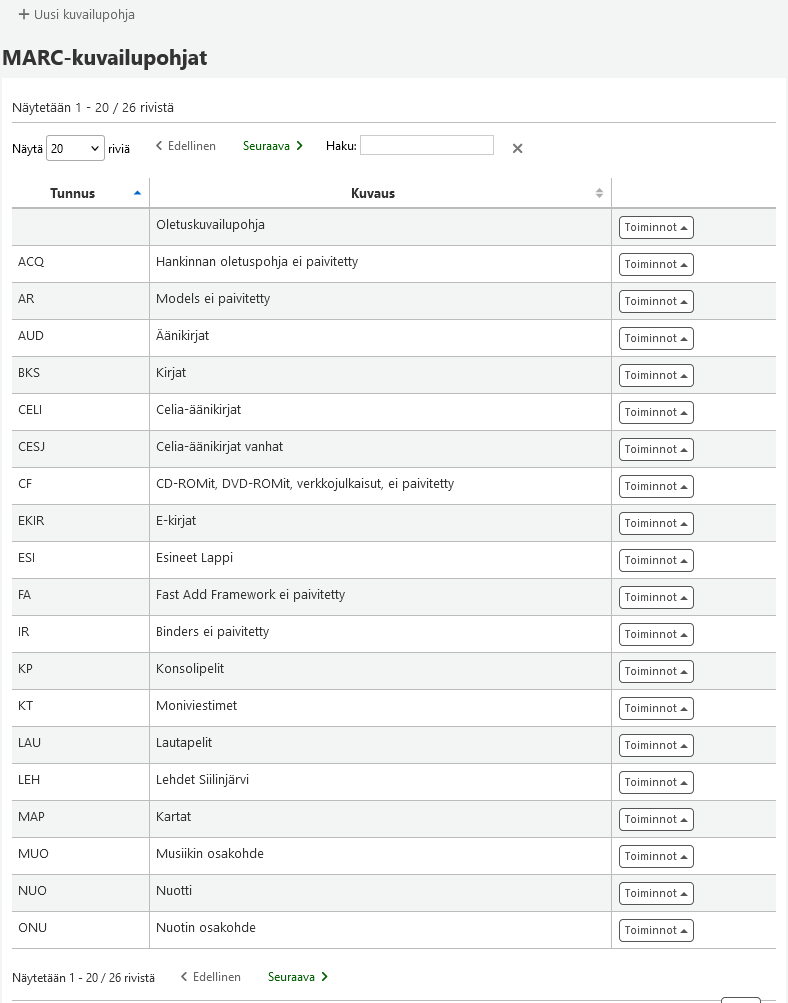 + Uusi kuvailupohja
MARC-kuvailupohjat
Näytetään 1 - 20 / 26 rivistä
Näytä 20 riviä Edellinen Seuraava Haku:
Tunnus Kuvaus
Oletuskuvailupohja Toiminnot
ACQ Hankinnan oletuspohja ei paivitetty Toiminnot
AR Models ei paivitetty Toiminnot
AUD Äänikirjat Toiminnot
BKS Kirjat Toiminnot
CELI Celia-äänikirjat Toiminnot
CESJ Celia-äänikirjat vanhat Toiminnot
CF CD-ROMit, DVD-ROMit, verkkojulkaisut, ei paivitetty Toiminnot
EKIR E-kirjat Toiminnot
ESI Esineet Lappi Toiminnot
FA Fast Add Framework ei paivitetty Toiminnot
IR Binders ei paivitetty Toiminnot
KP Konsolipelit Toiminnot
KT Moniviestimet Toiminnot
LAU Lautapelit Toiminnot
LEH Lehdet Siilinjärvi Toiminnot
MAP Kartat Toiminnot
MUO Musiikin osakohde Toiminnot
NUO Nuotti Toiminnot
ONU Nuotin osakohde Toiminnot
Näytetään 1 - 20 / 26 rivistä Edellinen Seuraava